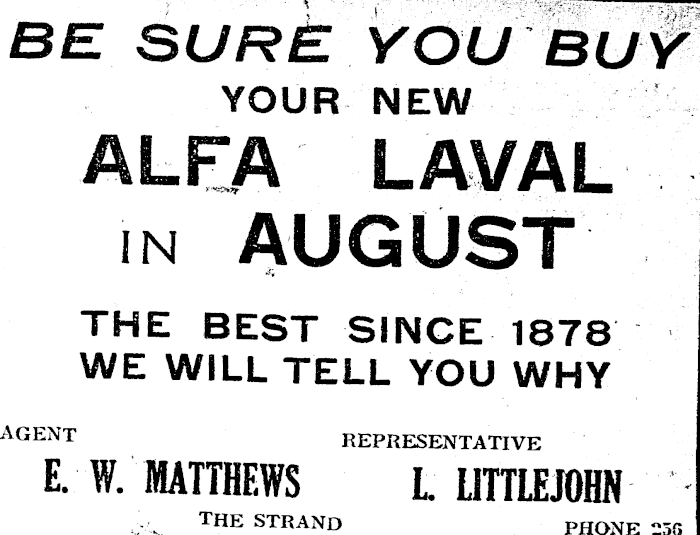 BE SURE YOU BUY
YOUR NEW
ALFA LAVAL
IN AUGUST
THE BEST SINCE 1878
WE WILL TELL YOU WHY
AGENT
E. W. MATTHEWS
THE STRAND
REPRESENTATIVE
L. LITTLEJOHN
PHONE 256